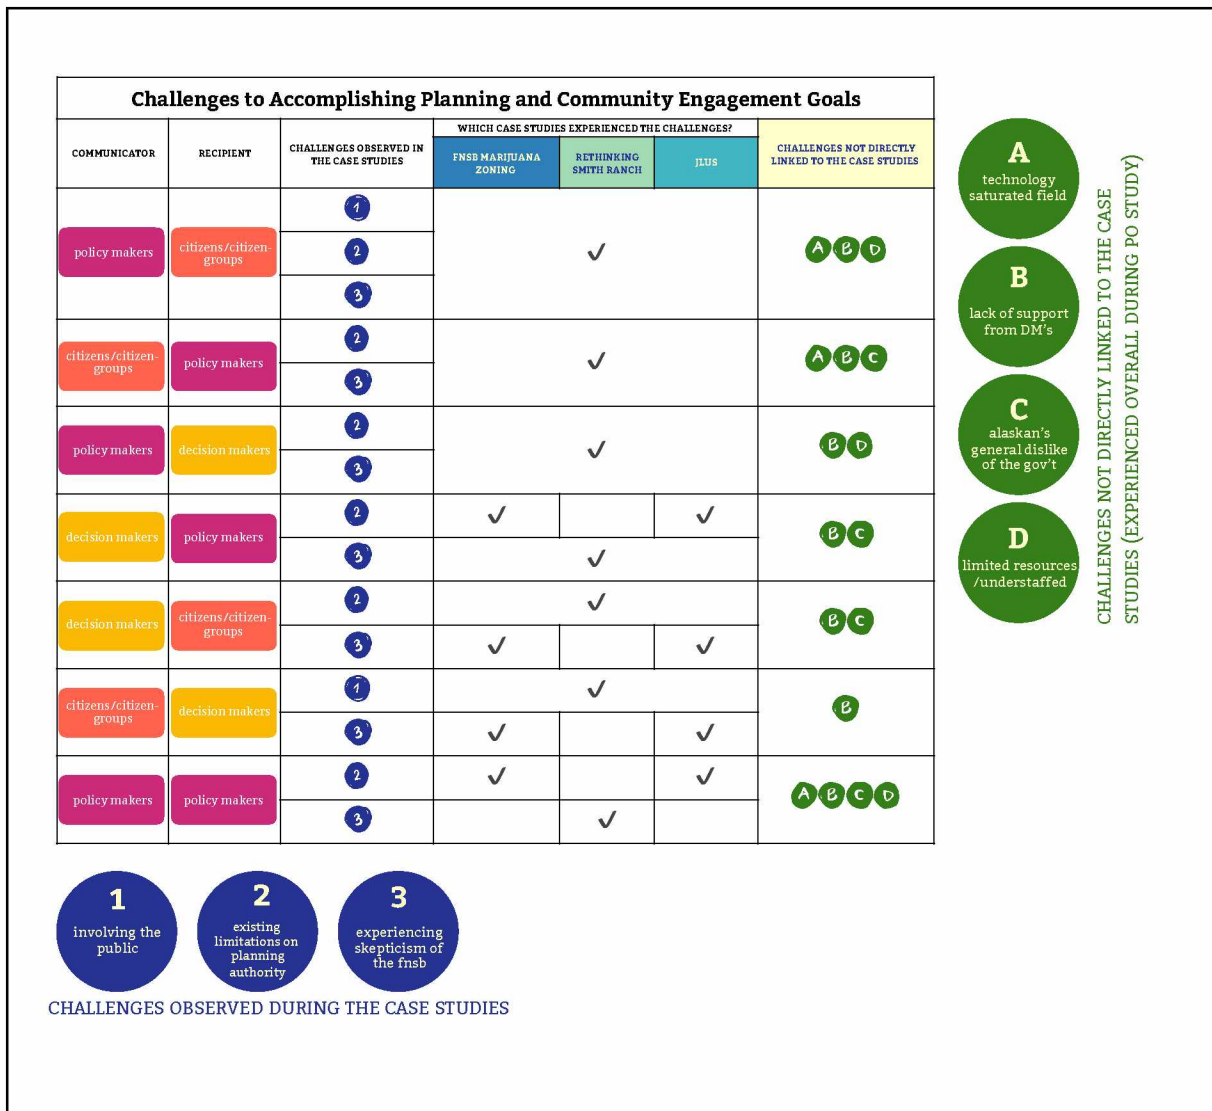 Challenges to Accomplishing Planning and Community Engagement Goals
COMMUNICATOR
RECIPIENT
CHALLENGES OBSERVED IN
THE CASE STUDIES
WHICH CASE STUDIES EXPERIENCED THE CHALLENGES?
FNSB MARIJUANA
ZONING
RETHINKING
SMITH RANCH
JLUS
CHALLENGES NOT DIRECTLY
LINKED TO THE CASE STUDIES
policy makers
citizens/citizen-
groups
1
2
3
✓
A B D
citizens/citizen-
groups
policy makers
2
3
✓
A B C
policy makers
decision makers
2
3
✓
B D
decision makers
policy makers
2
✓ ✓
3
✓
B C
decision makers
citizens/citizen-
groups
2
✓
3
✓ ✓
B C
citizens/citizen-
groups
decision makers
1
✓
3
✓ ✓
B
policy makers
policy makers
2
✓ ✓
3
✓
A B C D
A
technology
saturated field
B
lack of support
from DM's
C
alaskan's
general dislike
of the gov't
D
limited resources
/understaffed
CHALLENGES NOT DIRECTLY LINKED TO THE CASE
STUDIES (EXPERIENCED OVERALL DURING PO STUDY)
1
involving the
public
2
existing
limitations on
planning
authority
3
experiencing
skepticism of
the fnsb
CHALLENGES OBSERVED DURING THE CASE STUDIES